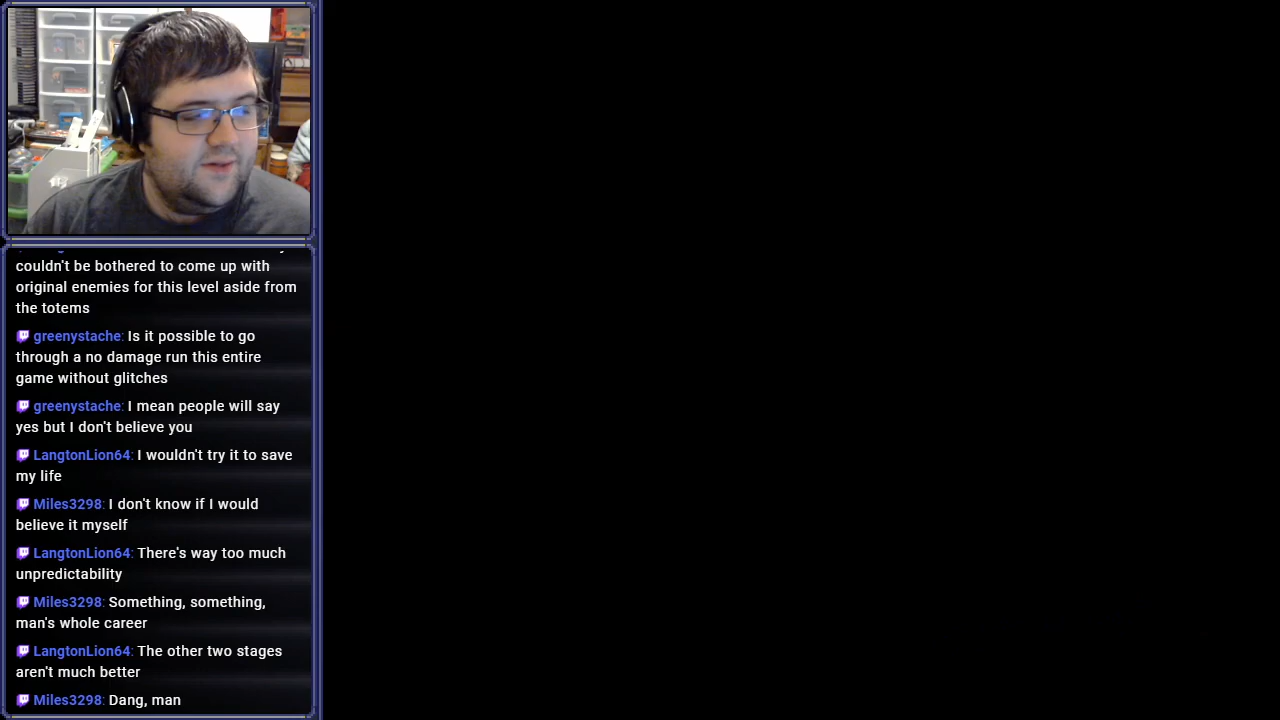 couldn't be bothered to come up with
original enemies for this level aside from
the totems
greenystache: Is it possible to go
through a no damage run this entire
game without glitches
greenystache: I mean people will say
yes but I don't believe you
LangtonLion64: I wouldn't try it to save
my life
Miles3298: I don't know if I would
believe it myself
LangtonLion64: There's way too much
unpredictability
Miles3298: Something, something,
man's whole career
LangtonLion64: The other two stages
aren't much better
Miles3298: Dang, man